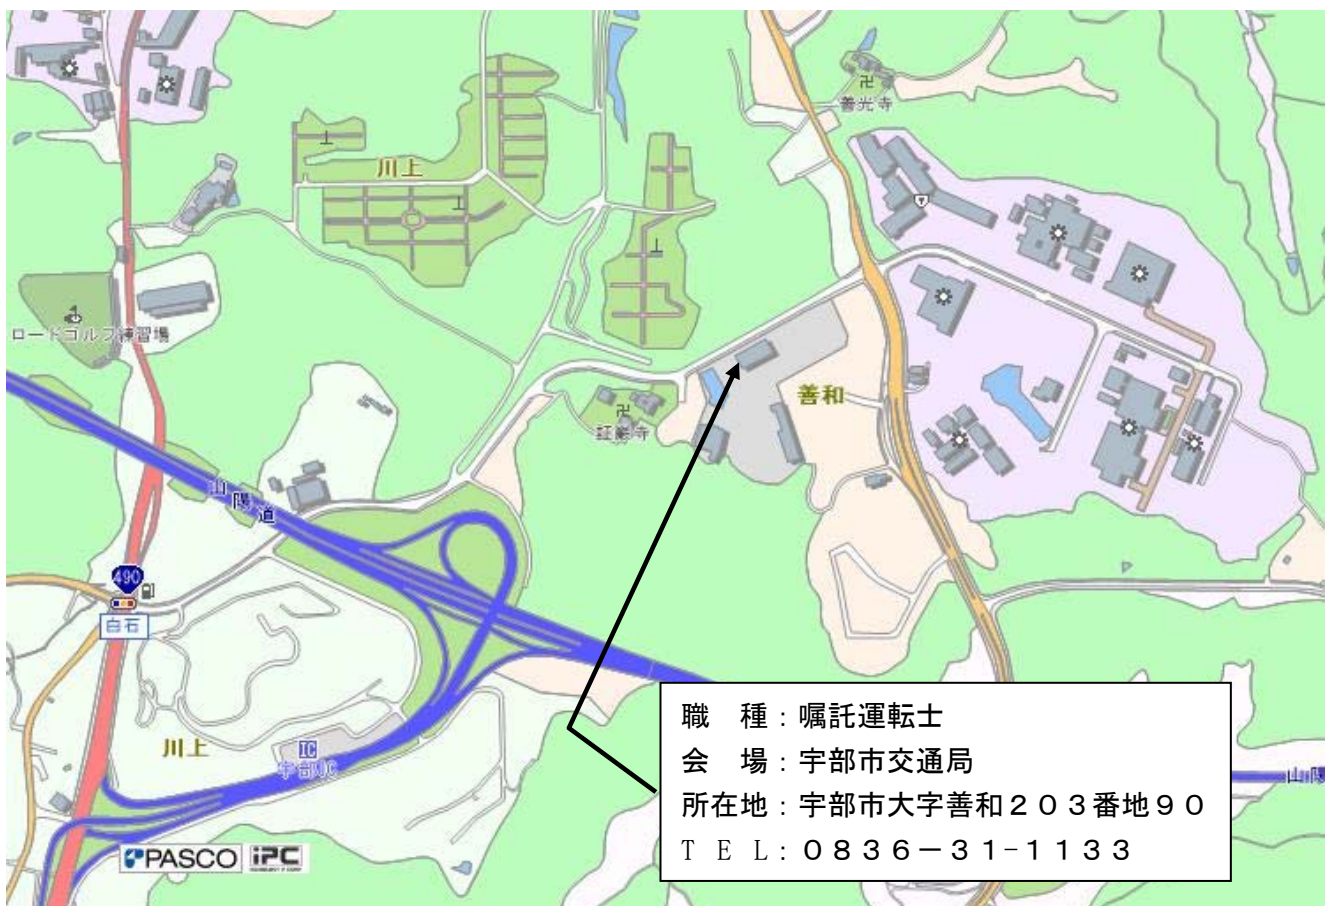 川上
善光寺
ロードゴルフ練習場
善和
証厳寺
山陽道
490
白石
川上
IC
宇部IC
職　種：嘱託運転士
会　場：宇部市交通局
所在地：宇部市大字善和２０３番地９０
ＴＥＬ：０８３６－３１-１１３３
山陽
PASCO iPC